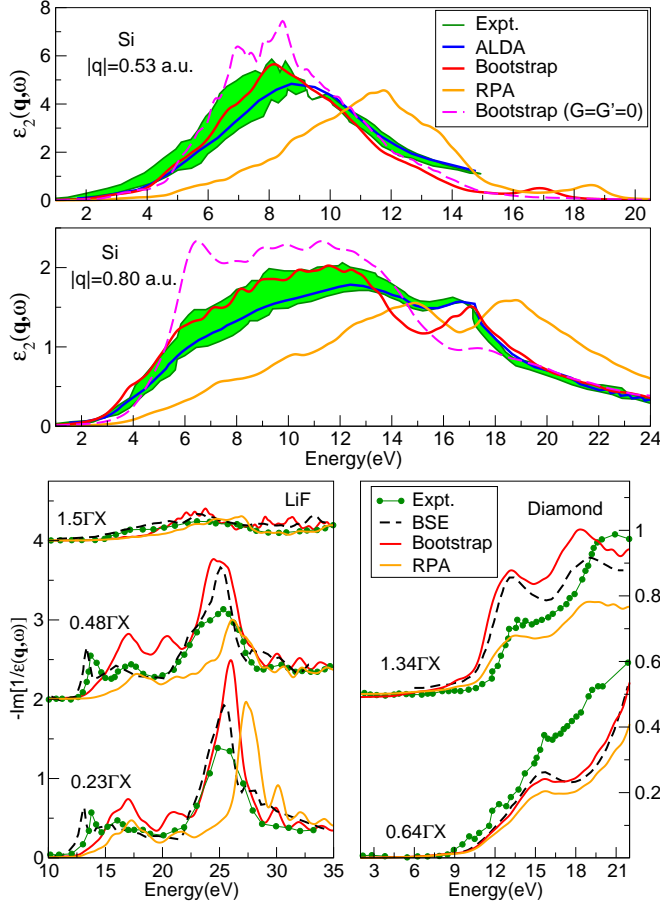 Si
|q|=0.53 a.u.
Expt.
ALDA
Bootstrap
RPA
Bootstrap (G=G'=0)
ε2(q,ω)
8
6
4
2
0
2 4 6 8 10 12 14 16 18 20
Si
|q|=0.80 a.u.
ε2(q,ω)
2
1
0
2 4 6 8 10 12 14 16 18 20 22 24
Energy(eV)
LiF
1.5ΓX
0.48ΓX
0.23ΓX
-Im[1/ε(q,ω)]
4
3
2
1
0
10 15 20 25 30 35
Energy(eV)
Expt.
BSE
Bootstrap
RPA
Diamond
1.34ΓX
0.64ΓX
1
0.8
0.6
0.4
0.2
3 6 9 12 15 18 21
Energy(eV)